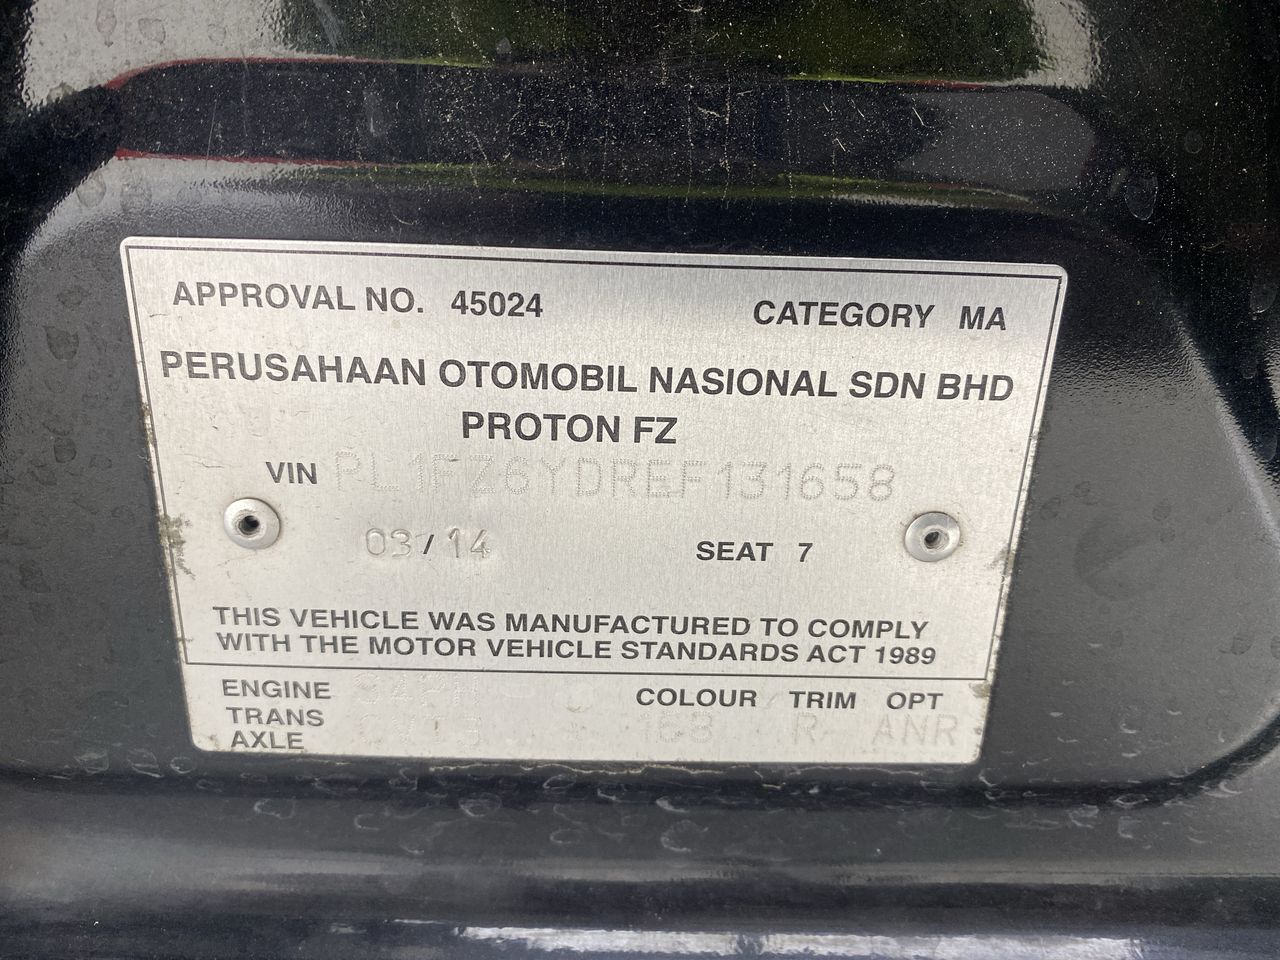 APPROVAL NO. 45024 CATEGORY MA
PERUSAHAAN OTOMOBIL NASIONAL SDN BHD
PROTON FZ
VIN PL1FZ6YDREF131658
03/14 SEAT 7
THIS VEHICLE WAS MANUFACTURED TO COMPLY
WITH THE MOTOR VEHICLE STANDARDS ACT 1989
ENGINE COLOUR TRIM OPT
TRANS 168 R ANR
AXLE